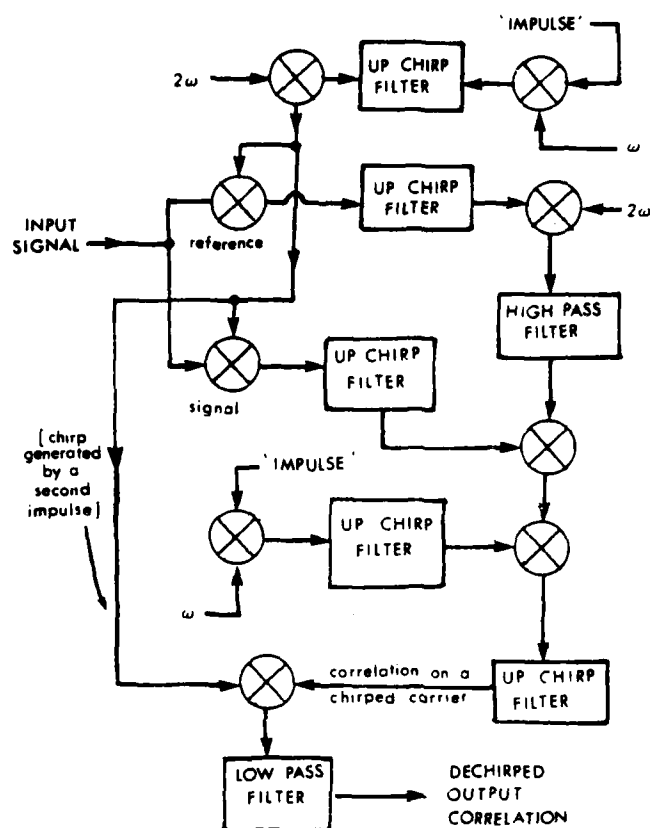 'IMPULSE'
2ω
UP CHIRP
FILTER
ω
UP CHIRP
FILTER
2ω
INPUT
SIGNAL
reference
HIGH PASS
FILTER
UP CHIRP
FILTER
signal
[chirp
generated
by a
second
impulse]
'IMPULSE'
UP CHIRP
FILTER
ω
correlation on a
chirped carrier
UP CHIRP
FILTER
LOW PASS
FILTER
DECHIRPED
OUTPUT
CORRELATION